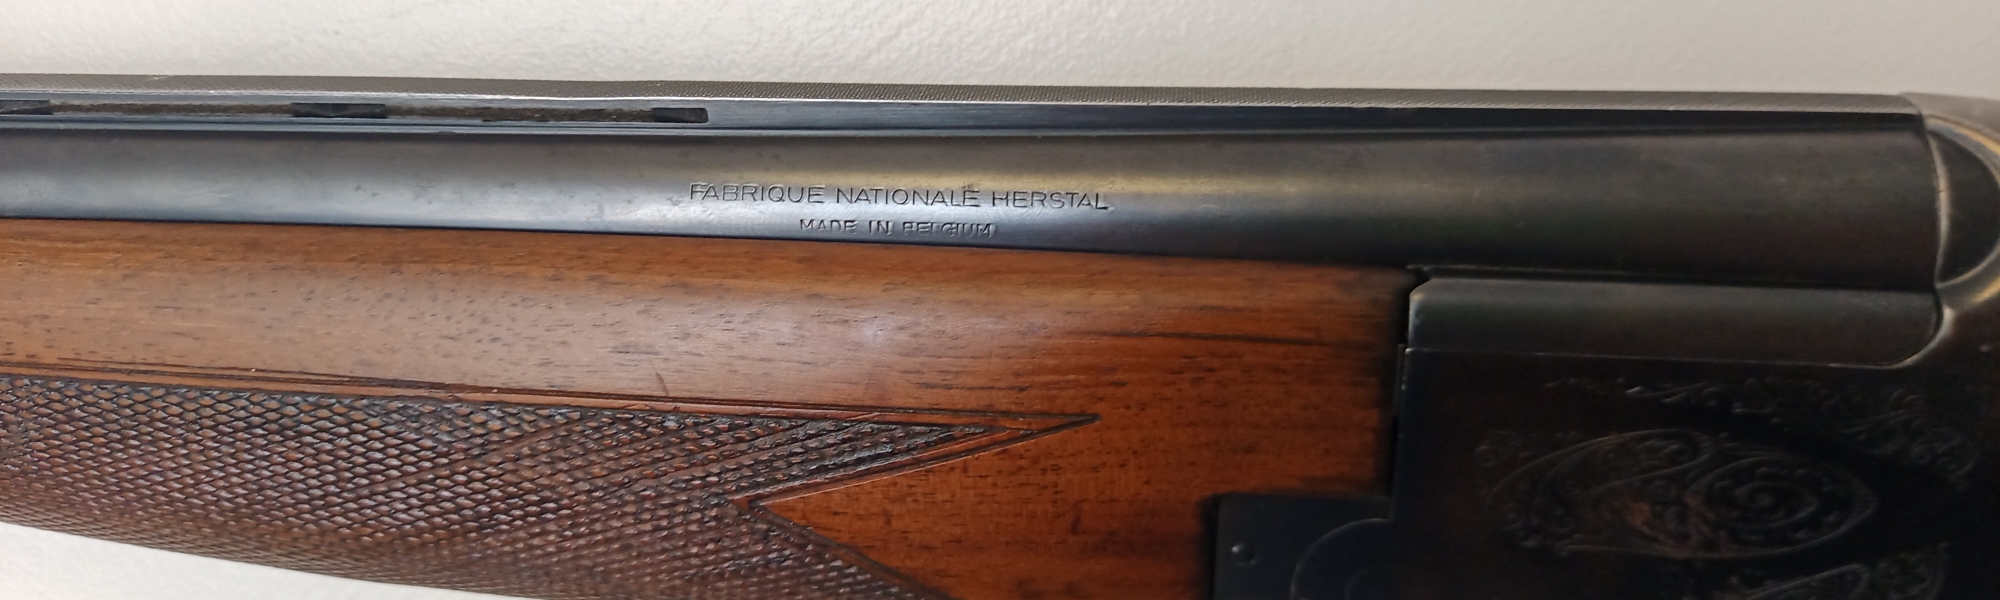 FABRIQUE NATIONALE HERSTAL
MADE IN BELGIUM